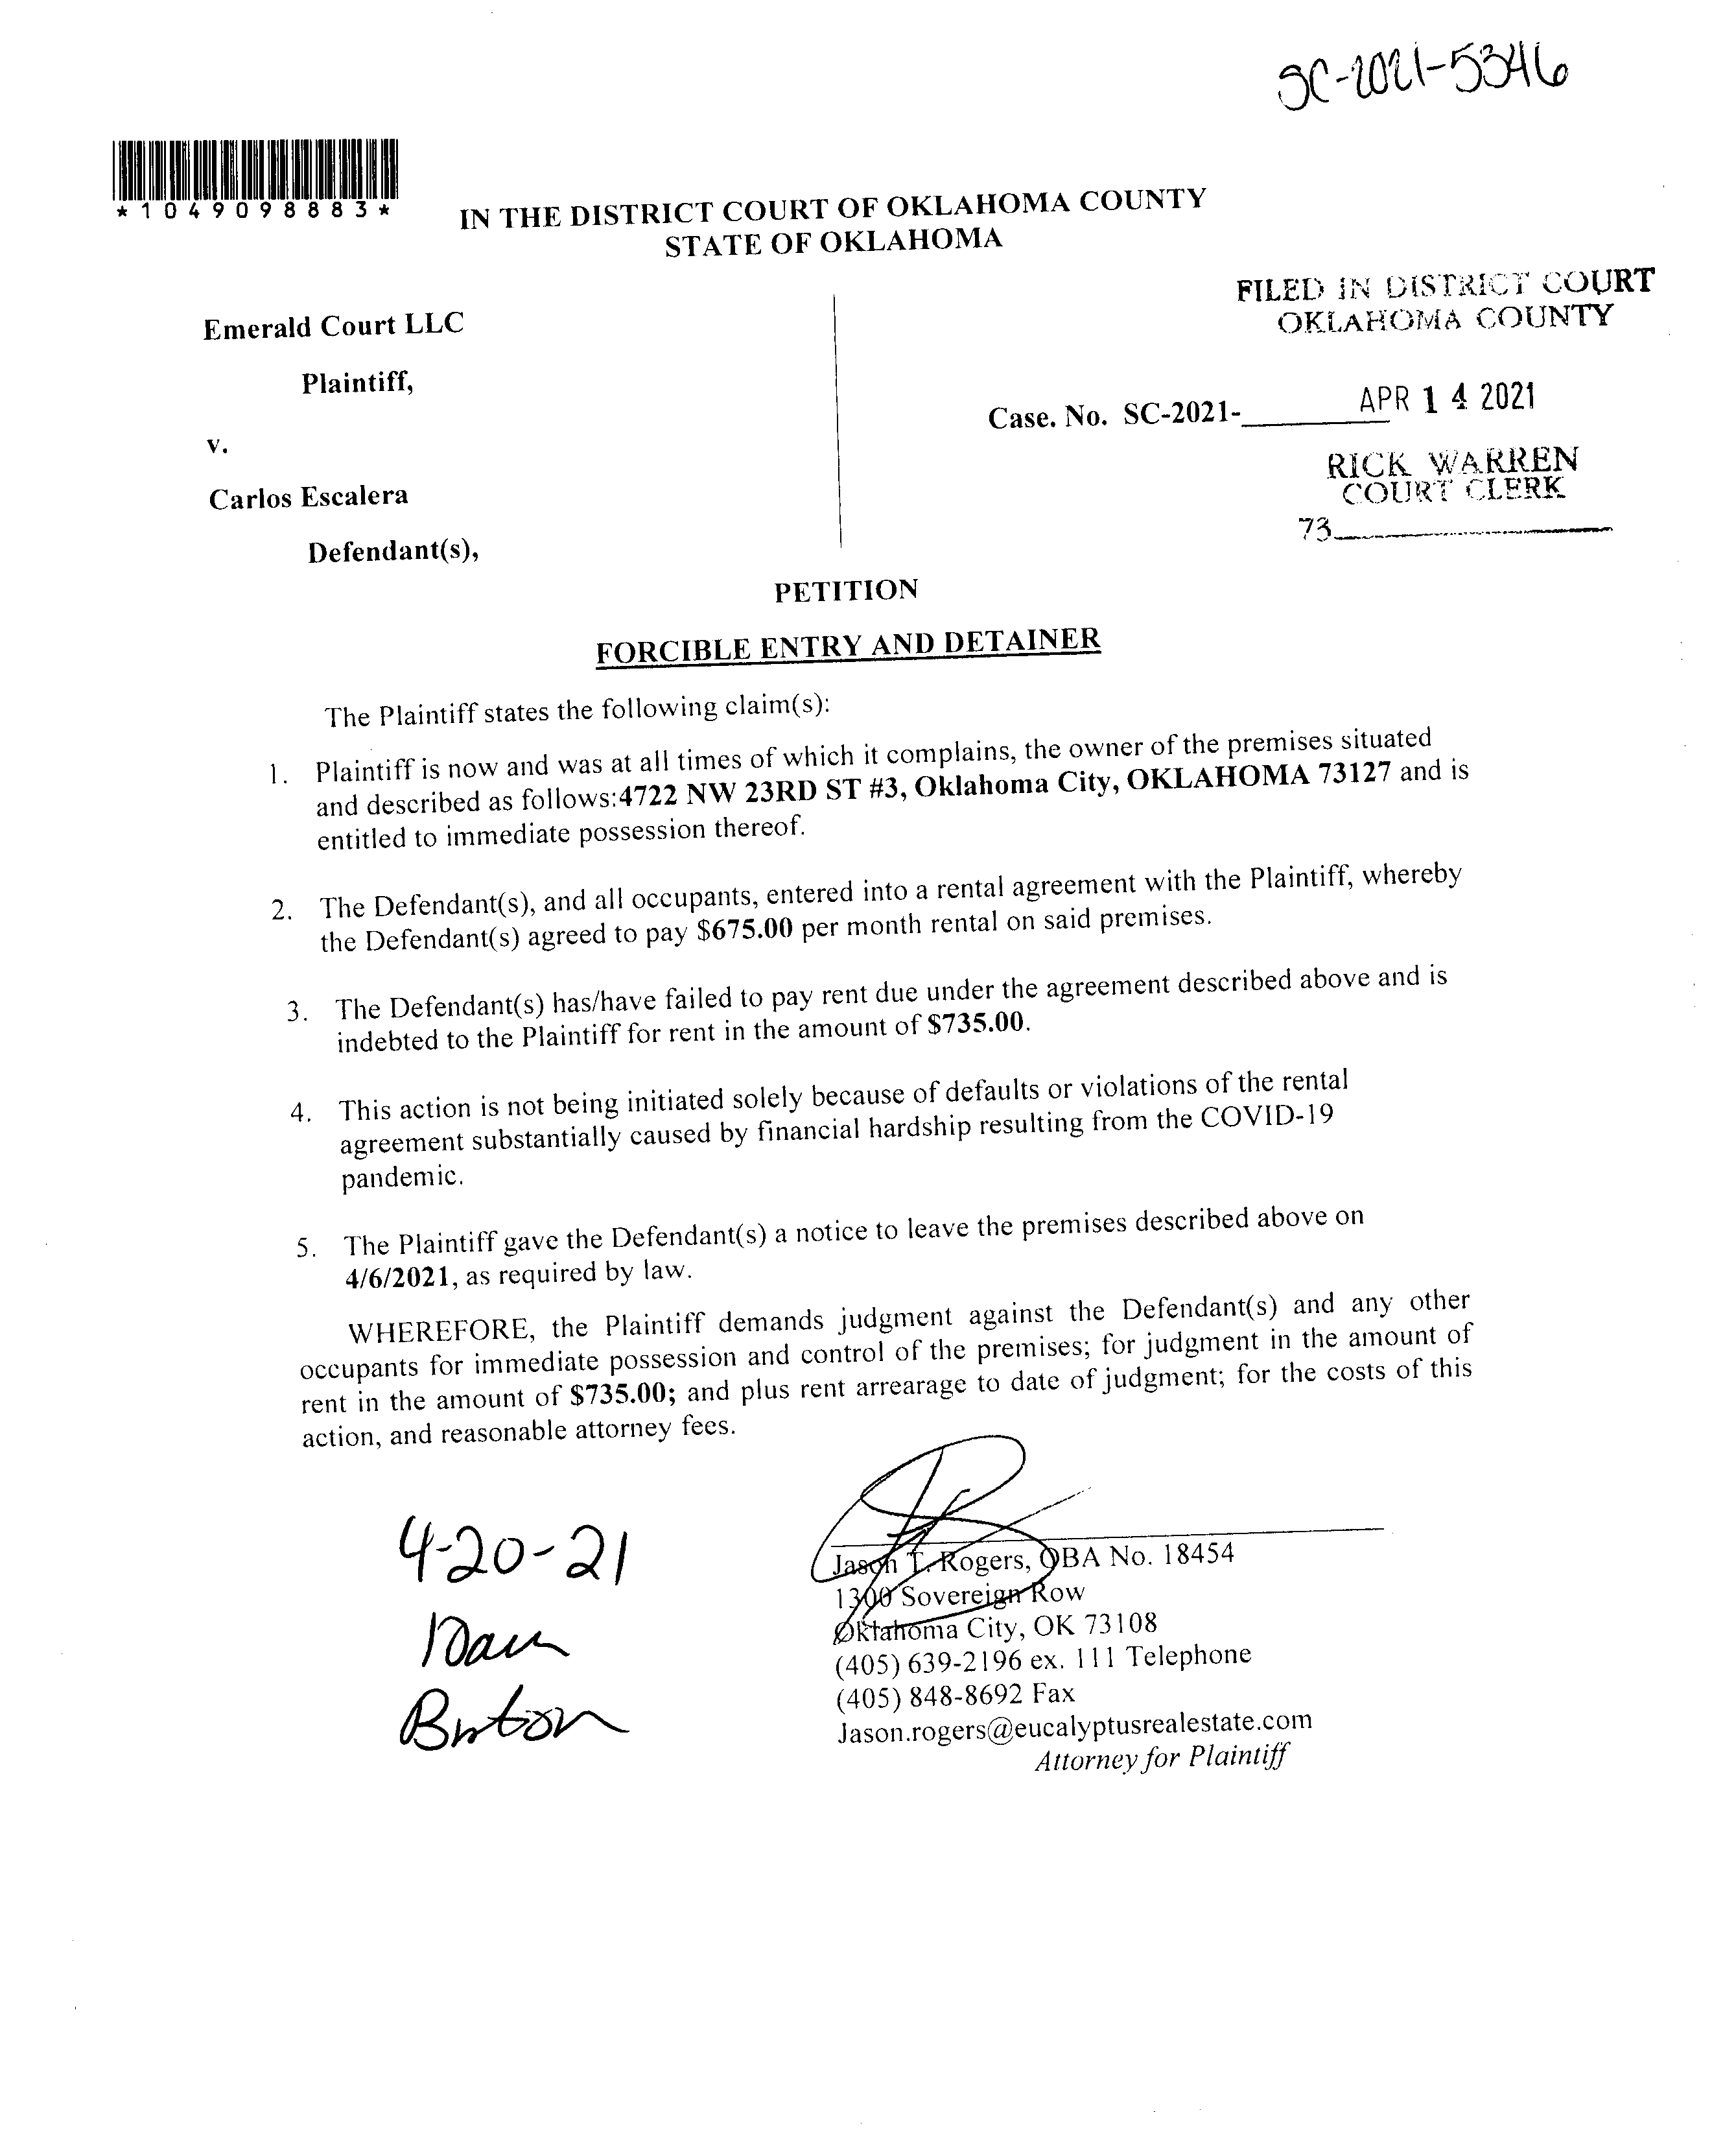 SC-2021-5346
*1049098883*
IN THE DISTRICT COURT OF OKLAHOMA COUNTY
STATE OF OKLAHOMA
FILED IN DISTRICT COURT
OKLAHOMA COUNTY
Emerald Court LLC
Plaintiff,
Case. No. SC-2021-________ APR 14 2021
v.
RICK WARREN
COURT CLERK
Carlos Escalera
73
Defendant(s),
PETITION
FORCIBLE ENTRY AND DETAINER
The Plaintiff states the following claim(s):
1. Plaintiff is now and was at all times of which it complains, the owner of the premises situated
and described as follows:4722 NW 23RD ST #3, Oklahoma City, OKLAHOMA 73127 and is
entitled to immediate possession thereof.
2. The Defendant(s), and all occupants, entered into a rental agreement with the Plaintiff, whereby
the Defendant(s) agreed to pay $675.00 per month rental on said premises.
3. The Defendant(s) has/have failed to pay rent due under the agreement described above and is
indebted to the Plaintiff for rent in the amount of $735.00.
4. This action is not being initiated solely because of defaults or violations of the rental
agreement substantially caused by financial hardship resulting from the COVID-19
pandemic.
5. The Plaintiff gave the Defendant(s) a notice to leave the premises described above on
4/6/2021, as required by law.
WHEREFORE, the Plaintiff demands judgment against the Defendant(s) and any other
occupants for immediate possession and control of the premises; for judgment in the amount of
rent in the amount of $735.00; and plus rent arrearage to date of judgment; for the costs of this
action, and reasonable attorney fees.
4-20-21
Jason T. Rogers, OBA No. 18454
1300 Sovereign Row
10am
Oklahoma City, OK 73108
(405) 639-2196 ex. 111 Telephone
(405) 848-8692 Fax
Jason.rogers@eucalyptusrealestate.com
Attorney for Plaintiff